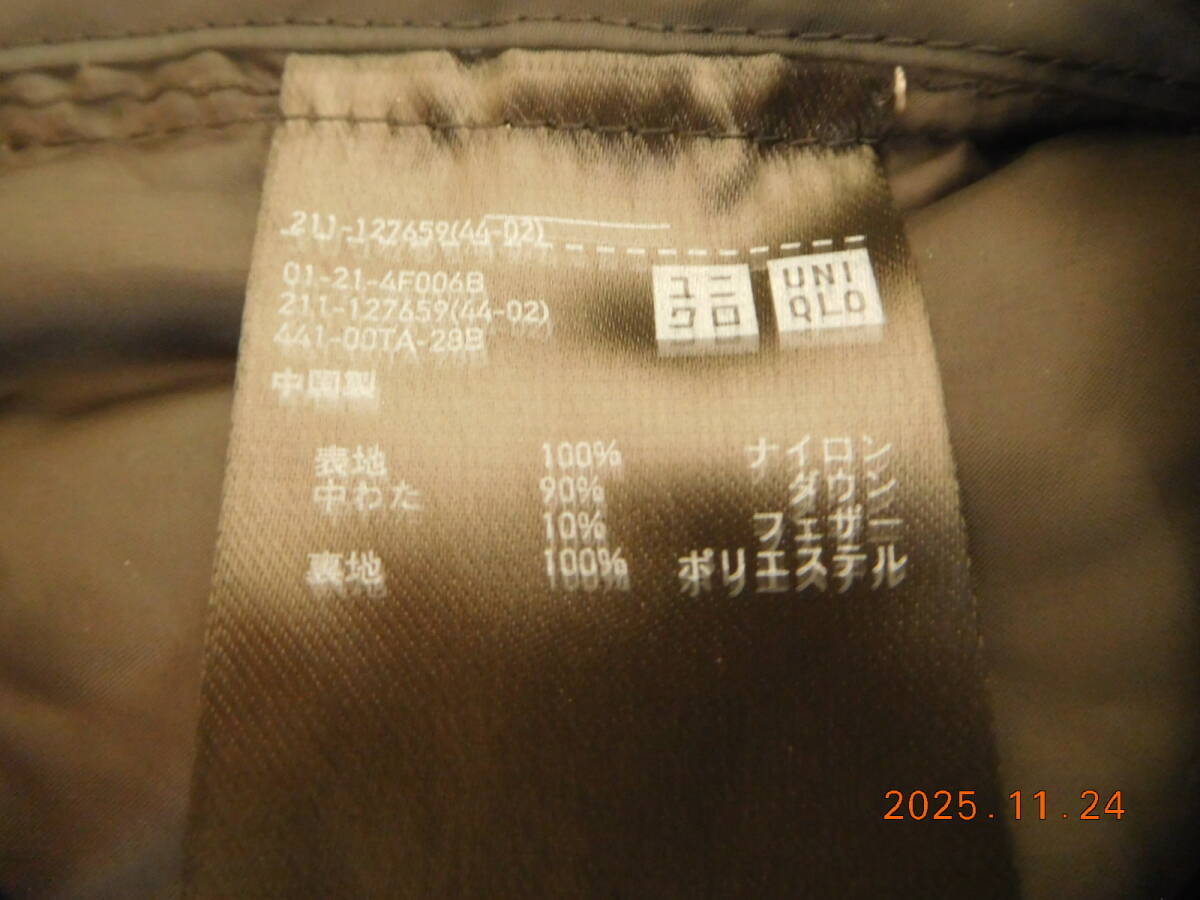 211-127659(44-02)
01-21-4F006B
211-127659(44-02)
441-00TA-28B
中国製
ユニ
クロ
UNI
QLO
表地 100% ナイロン
中わた 90% ダウン
10% フェザー
裏地 100% ポリエステル
2025.11.24